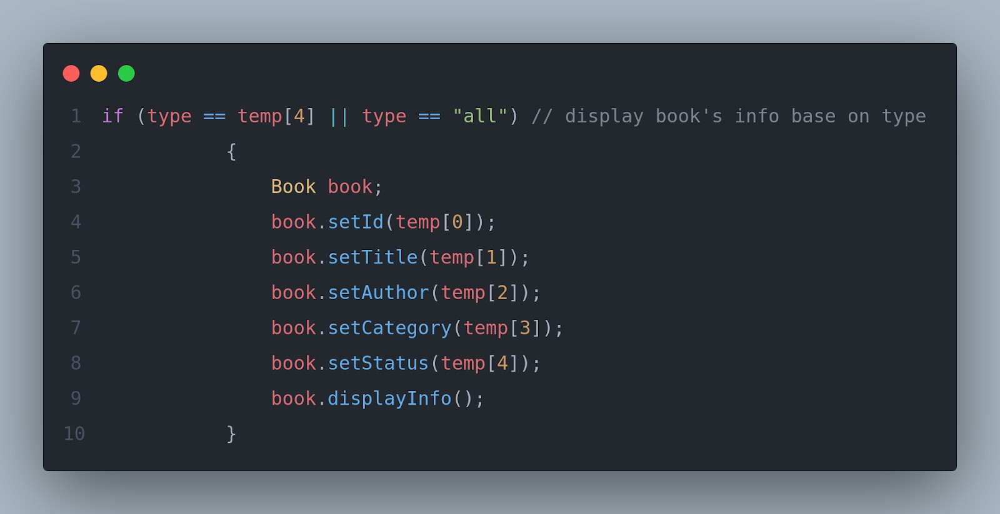 1 if (type == temp[4] || type == "all") // display book's info base on type
2 {
3 Book book;
4 book.setId(temp[0]);
5 book.setTitle(temp[1]);
6 book.setAuthor(temp[2]);
7 book.setCategory(temp[3]);
8 book.setStatus(temp[4]);
9 book.displayInfo();
10 }